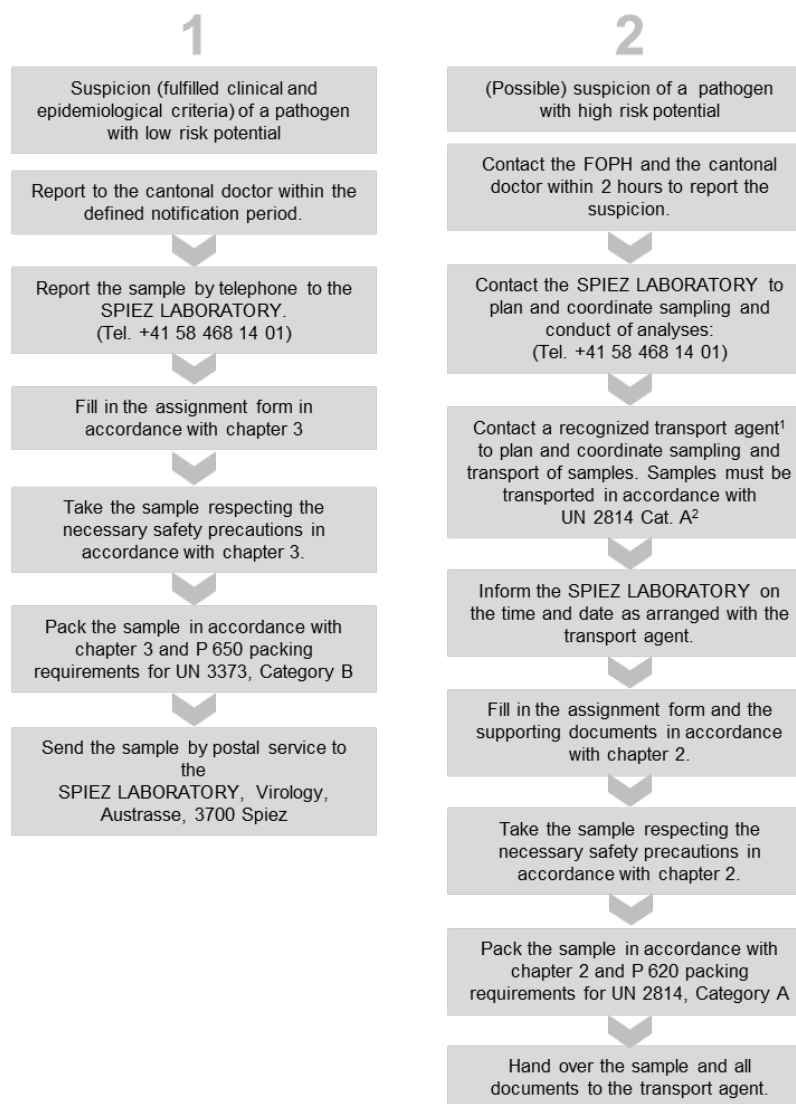 1
Suspicion (fulfilled clinical and
epidemiological criteria) of a pathogen
with low risk potential
Report to the cantonal doctor within the
defined notification period.
Report the sample by telephone to the
SPIEZ LABORATORY.
(Tel. +41 58 468 14 01)
Fill in the assignment form in
accordance with chapter 3
Take the sample respecting the
necessary safety precautions in
accordance with chapter 3.
Pack the sample in accordance with
chapter 3 and P 650 packing
requirements for UN 3373, Category B
Send the sample by postal service to
the
SPIEZ LABORATORY, Virology,
Austrasse, 3700 Spiez
2
(Possible) suspicion of a pathogen
with high risk potential
Contact the FOPH and the cantonal
doctor within 2 hours to report the
suspicion.
Contact the SPIEZ LABORATORY to
plan and coordinate sampling and
conduct of analyses:
(Tel. +41 58 468 14 01)
Contact a recognized transport agent¹
to plan and coordinate sampling and
transport of samples. Samples must be
transported in accordance with
UN 2814 Cat. A²
Inform the SPIEZ LABORATORY on
the time and date as arranged with the
transport agent.
Fill in the assignment form and the
supporting documents in accordance
with chapter 2.
Take the sample respecting the
necessary safety precautions in
accordance with chapter 2.
Pack the sample in accordance with
chapter 2 and P 620 packing
requirements for UN 2814, Category A
Hand over the sample and all
documents to the transport agent.